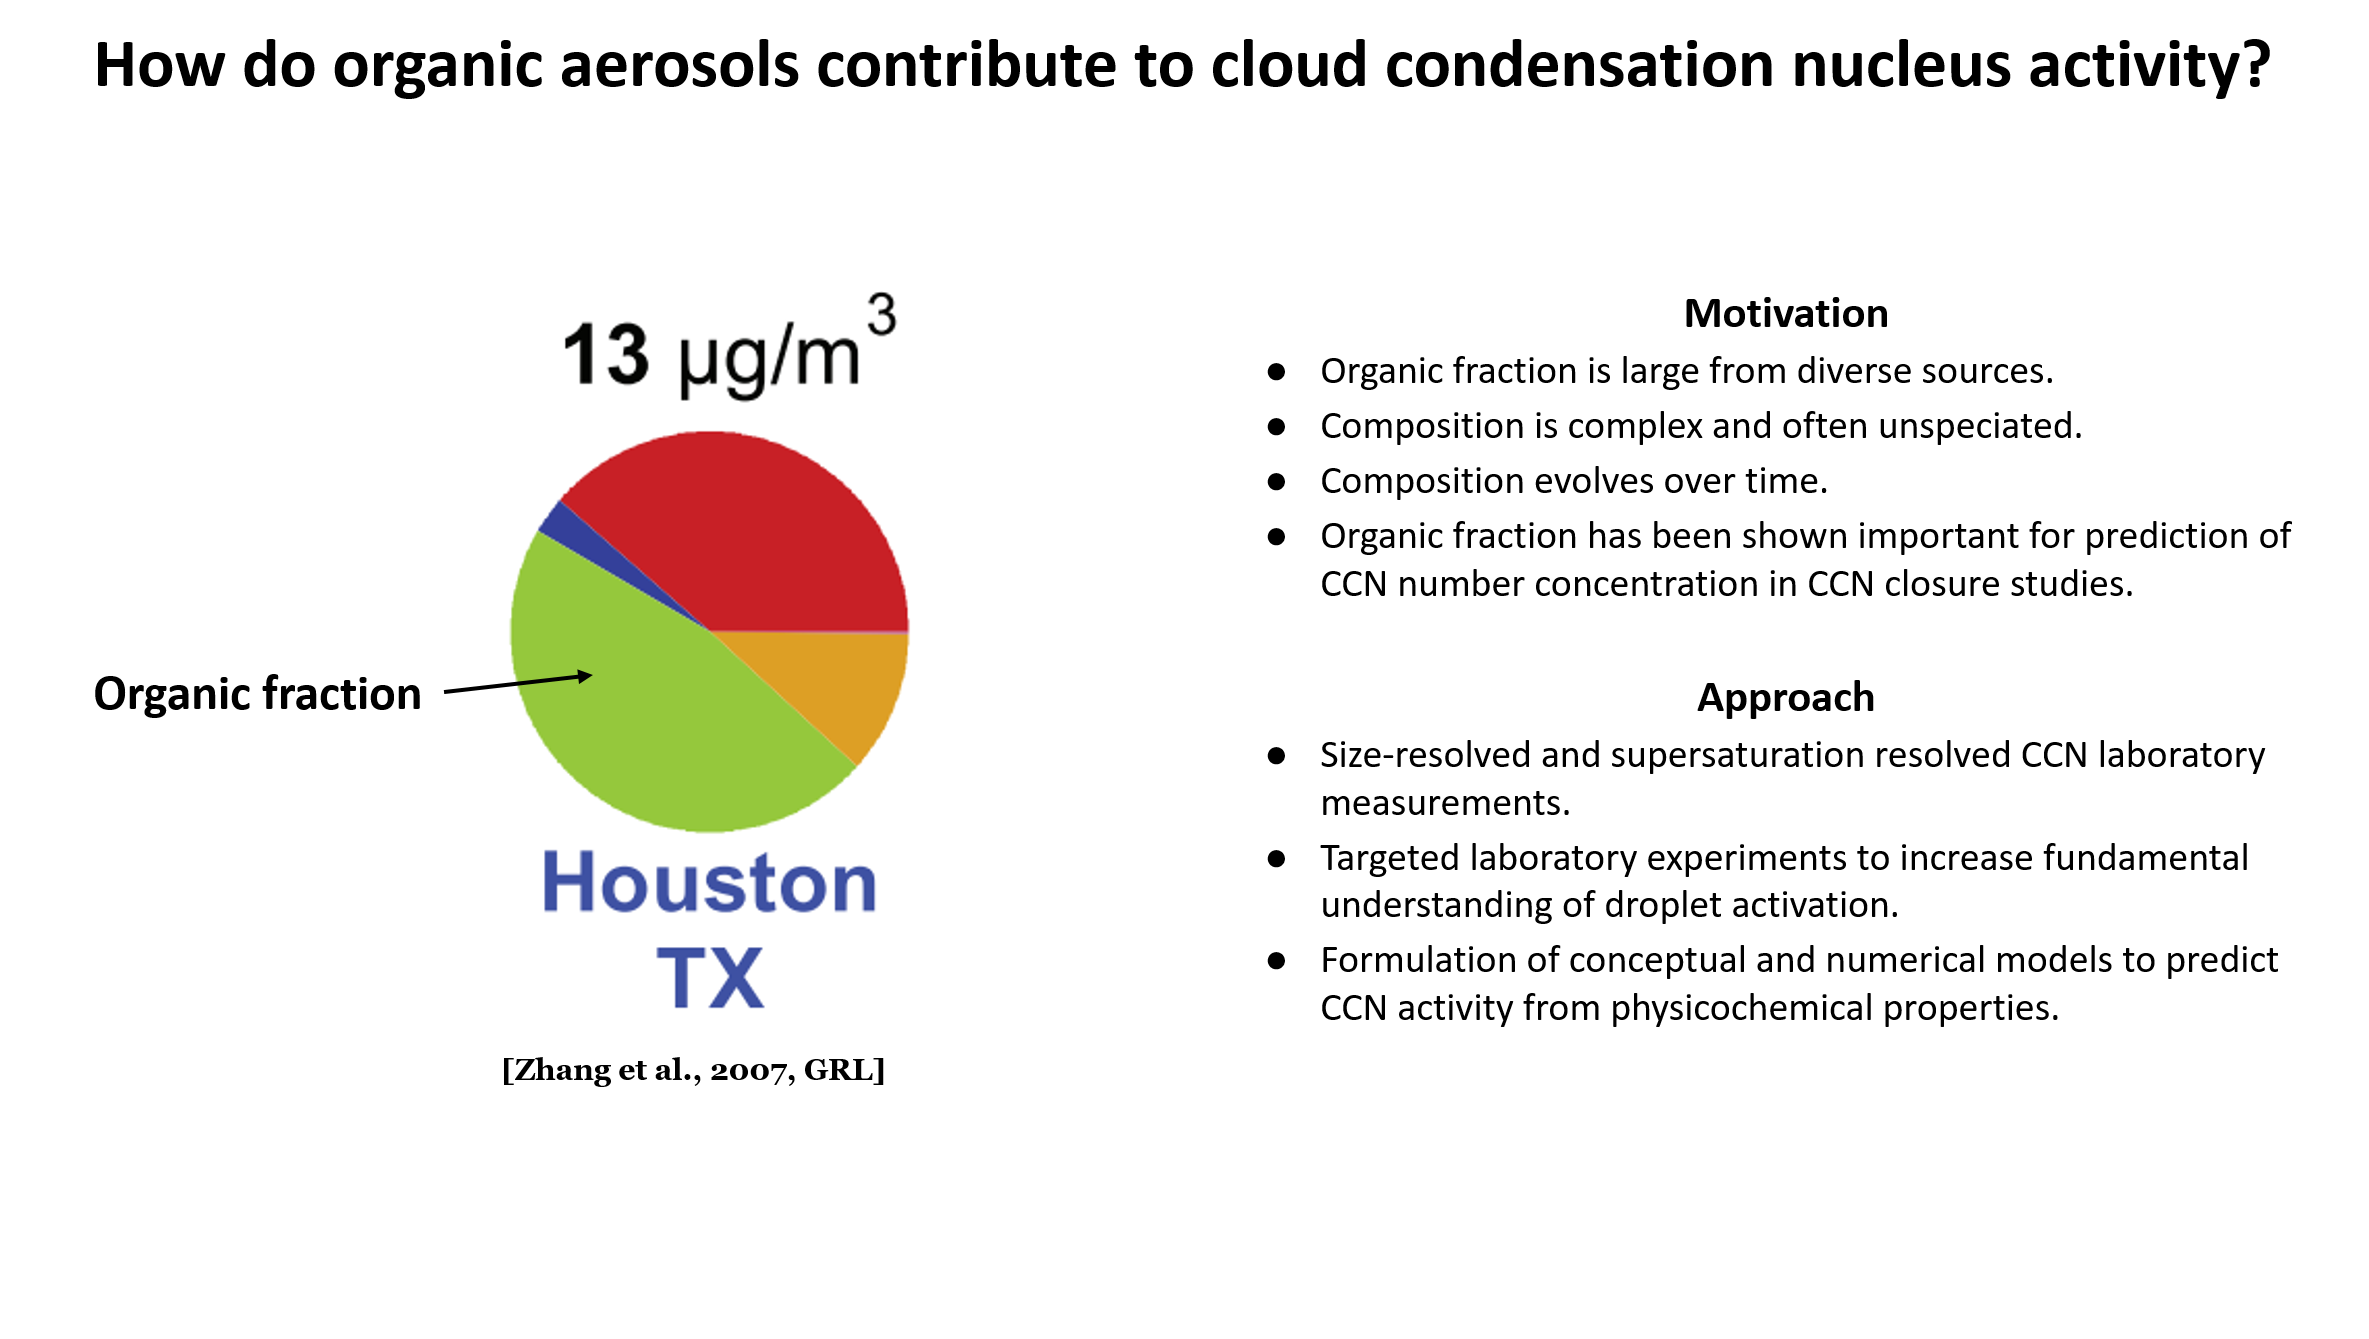 How do organic aerosols contribute to cloud condensation nucleus activity?
13 µg/m³
Organic fraction
Houston
TX
[Zhang et al., 2007, GRL]
Motivation
● Organic fraction is large from diverse sources.
● Composition is complex and often unspeciated.
● Composition evolves over time.
● Organic fraction has been shown important for prediction of
CCN number concentration in CCN closure studies.
Approach
● Size-resolved and supersaturation resolved CCN laboratory
measurements.
● Targeted laboratory experiments to increase fundamental
understanding of droplet activation.
● Formulation of conceptual and numerical models to predict
CCN activity from physicochemical properties.